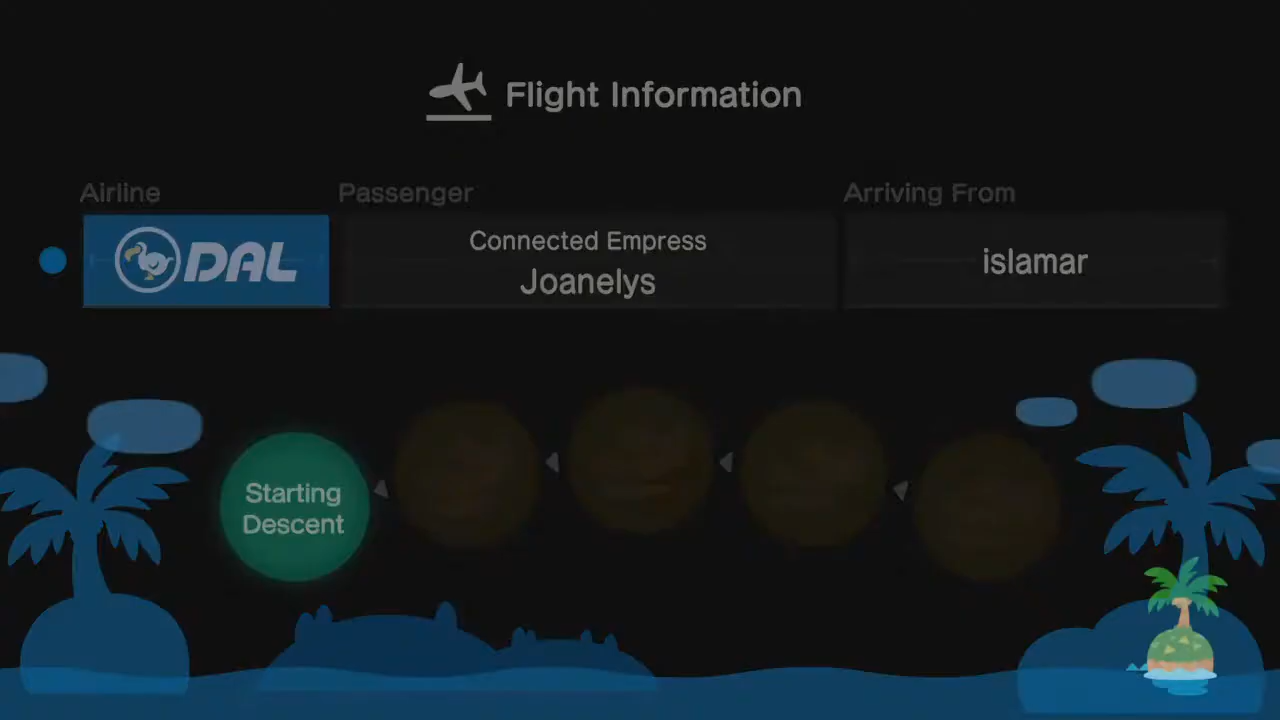 Flight Information
Airline
Passenger
Arriving From
DAL
Connected Empress
Joanelys
islamar
Starting
Descent